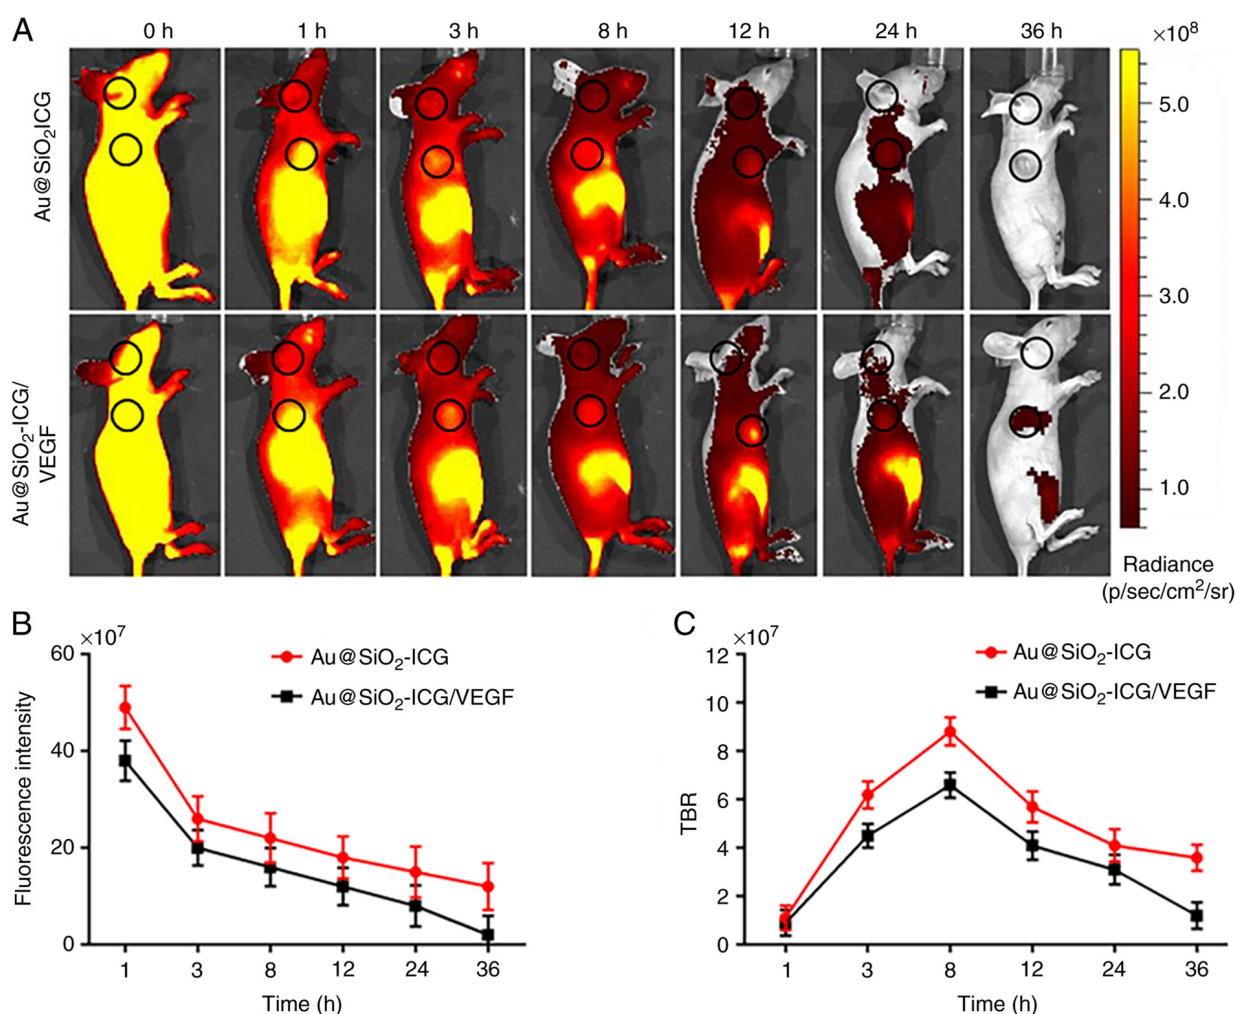 A
0 h 1 h 3 h 8 h 12 h 24 h 36 h
×10⁸
Au@SiO₂ICG
5.0
4.0
3.0
Au@SiO₂-ICG/
VEGF
2.0
1.0
Radiance
(p/sec/cm²/sr)
B
×10⁷
60
40
20
0
Fluorescence intensity
Au@SiO₂-ICG
Au@SiO₂-ICG/VEGF
1 3 8 12 24 36
Time (h)
C
×10⁷
12
10
8
6
4
2
0
TBR
Au@SiO₂-ICG
Au@SiO₂-ICG/VEGF
1 3 8 12 24 36
Time (h)